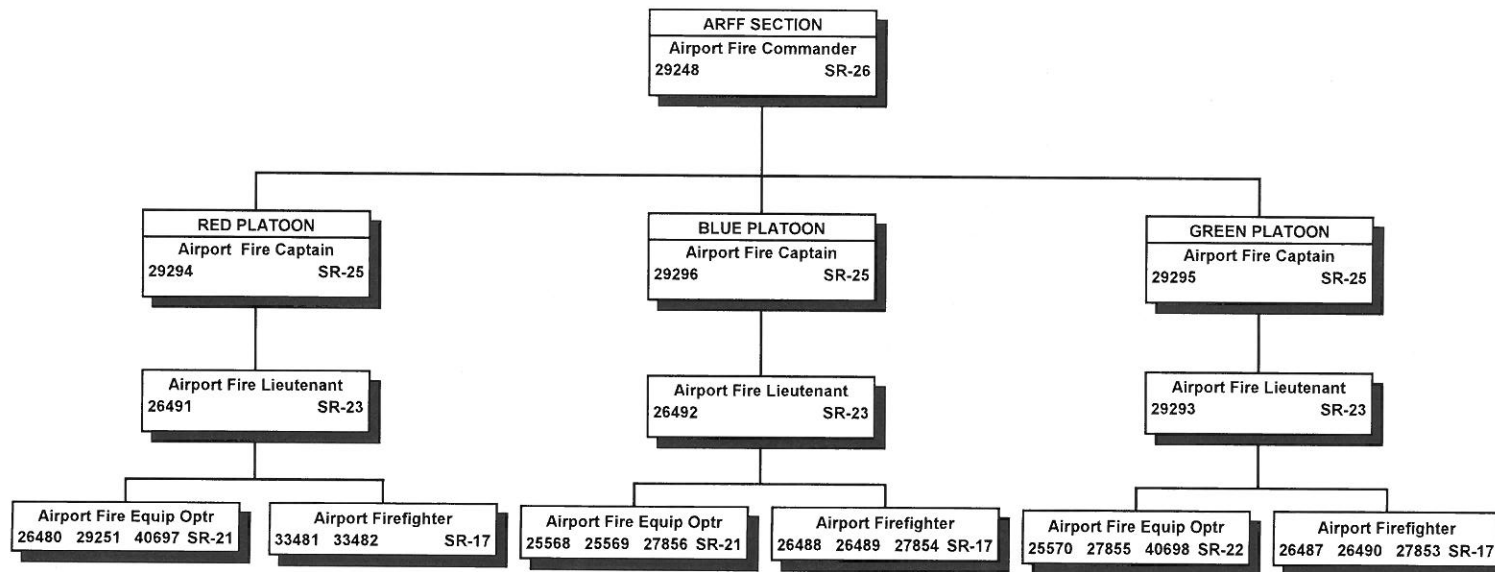 ARFF SECTION
Airport Fire Commander
29248 SR-26
RED PLATOON
Airport Fire Captain
29294 SR-25
BLUE PLATOON
Airport Fire Captain
29296 SR-25
GREEN PLATOON
Airport Fire Captain
29295 SR-25
Airport Fire Lieutenant
26491 SR-23
Airport Fire Lieutenant
26492 SR-23
Airport Fire Lieutenant
29293 SR-23
Airport Fire Equip Optr
26480 29251 40697 SR-21
Airport Firefighter
33481 33482 SR-17
Airport Fire Equip Optr
25568 25569 27856 SR-21
Airport Firefighter
26488 26489 27854 SR-17
Airport Fire Equip Optr
25570 27855 40698 SR-22
Airport Firefighter
26487 26490 27853 SR-17